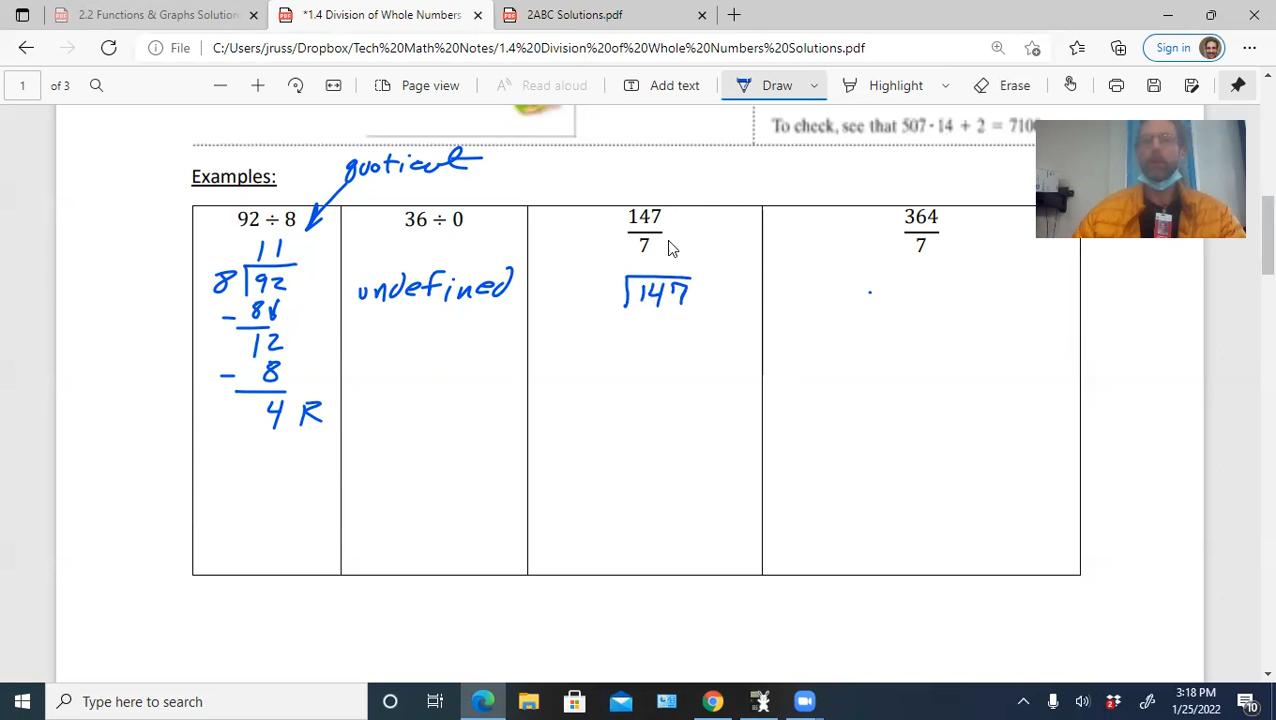 2.2 Functions & Graphs Solution
*1.4 Division of Whole Numbers
2ABC Solutions.pdf
File
C:/Users/jruss/Dropbox/Tech%20Math%20Notes/1.4%20Division%20of%20Whole%20Numbers%20Solutions.pdf
Sign in
1 of 3
Page view
Read aloud
Add text
Draw
Highlight
Erase
To check, see that 507 · 14 + 2 = 7100
quotient
Examples:
92 ÷ 8
36 ÷ 0
147
7
364
7
11
8 92
- 8
12
- 8
4 R
undefined
147
Type here to search
3:18 PM
1/25/2022
2
10